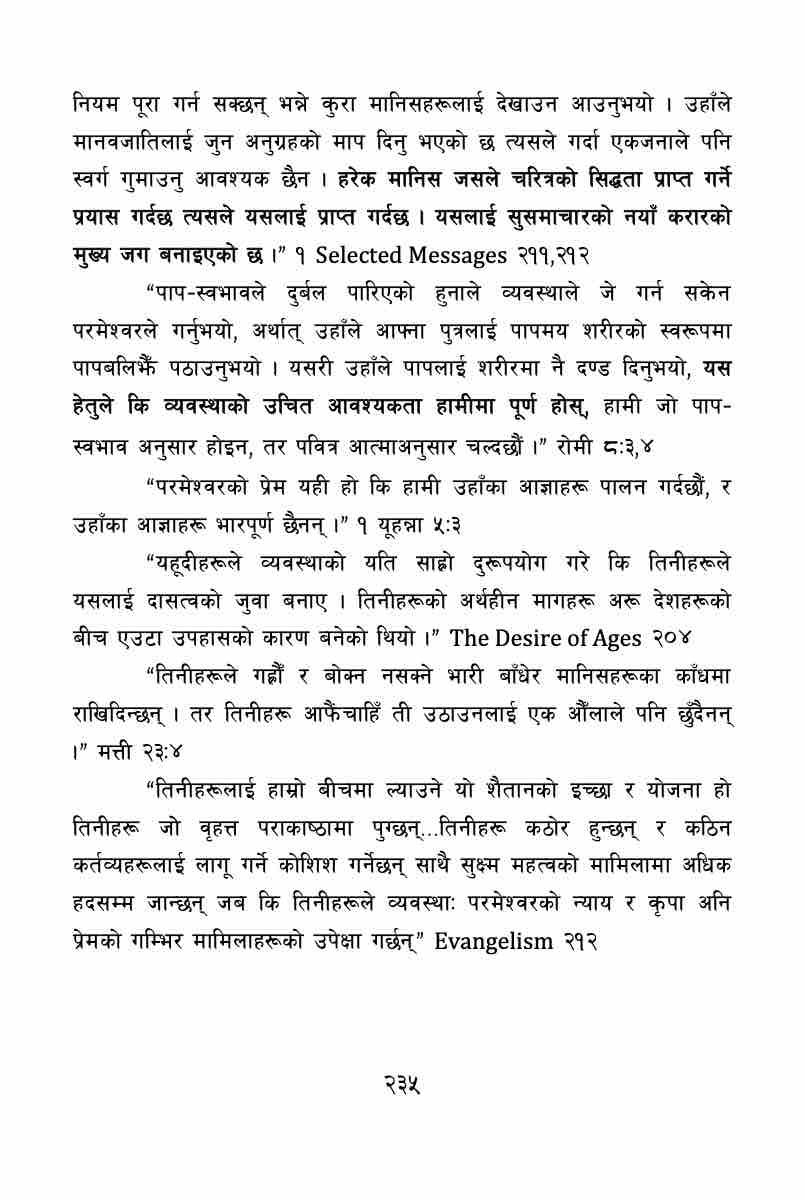 नियम पूरा गर्न सक्छन् भन्ने कुरा मानिसहरूलाई देखाउन आउनुभयो । उहाँले
मानवजातिलाई जुन अनुग्रहको माप दिनु भएको छ त्यसले गर्दा एकजनाले पनि
स्वर्ग गुमाउनु आवश्यक छैन । हरेक मानिस जसले चरित्रको सिद्धता प्राप्त गर्ने
प्रयास गर्दछ त्यसले यसलाई प्राप्त गर्दछ । यसलाई सुसमाचारको नयाँ करारको
मुख्य जग बनाइएको छ ।” १ Selected Messages २११,२१२
“पाप-स्वभावले दुर्बल पारिएको हुनाले व्यवस्थाले जे गर्न सकेन
परमेश्वरले गर्नुभयो, अर्थात् उहाँले आफ्ना पुत्रलाई पापमय शरीरको स्वरूपमा
पापबलिझैँ पठाउनुभयो । यसरी उहाँले पापलाई शरीरमा नै दण्ड दिनुभयो, यस
हेतुले कि व्यवस्थाको उचित आवश्यकता हामीमा पूर्ण होस्, हामी जो पाप-
स्वभाव अनुसार होइन, तर पवित्र आत्माअनुसार चल्दछौं ।” रोमी ८:३,४
“परमेश्वरको प्रेम यही हो कि हामी उहाँका आज्ञाहरू पालन गर्दछौं, र
उहाँका आज्ञाहरू भारपूर्ण छैनन् ।” १ यूहन्ना ५:३
“यहूदीहरूले व्यवस्थाको यति साह्रो दुरूपयोग गरे कि तिनीहरूले
यसलाई दासत्वको जुवा बनाए । तिनीहरूको अर्थहीन मागहरू अरू देशहरूको
बीच एउटा उपहासको कारण बनेको थियो ।” The Desire of Ages २०४
“तिनीहरूले गह्रौँ र बोक्न नसक्ने भारी बाँधेर मानिसहरूका काँधमा
राखिदिन्छन् । तर तिनीहरू आफैंचाहिँ ती उठाउनलाई एक औँलाले पनि छुँदैनन्
।” मत्ती २३:४
“तिनीहरूलाई हाम्रो बीचमा ल्याउने यो शैतानको इच्छा र योजना हो
तिनीहरू जो वृहत्त पराकाष्ठामा पुग्छन्...तिनीहरू कठोर हुन्छन् र कठिन
कर्तव्यहरूलाई लागू गर्ने कोशिश गर्नेछन् साथै सुक्ष्म महत्वको मामिलामा अधिक
हदसम्म जान्छन् जब कि तिनीहरूले व्यवस्था: परमेश्वरको न्याय र कृपा अनि
प्रेमको गम्भिर मामिलाहरूको उपेक्षा गर्छन्” Evangelism २१२
२३५